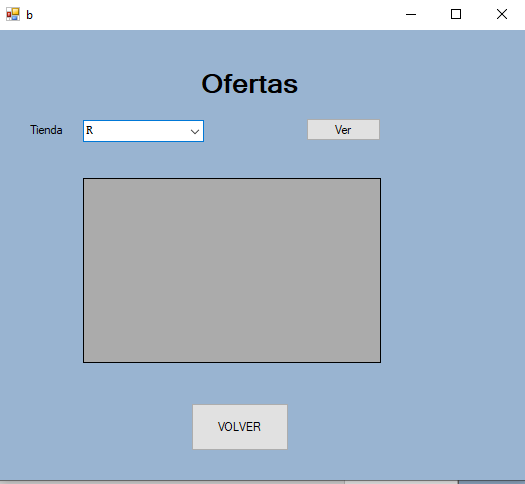 b
Ofertas
Tienda
R
Ver
VOLVER